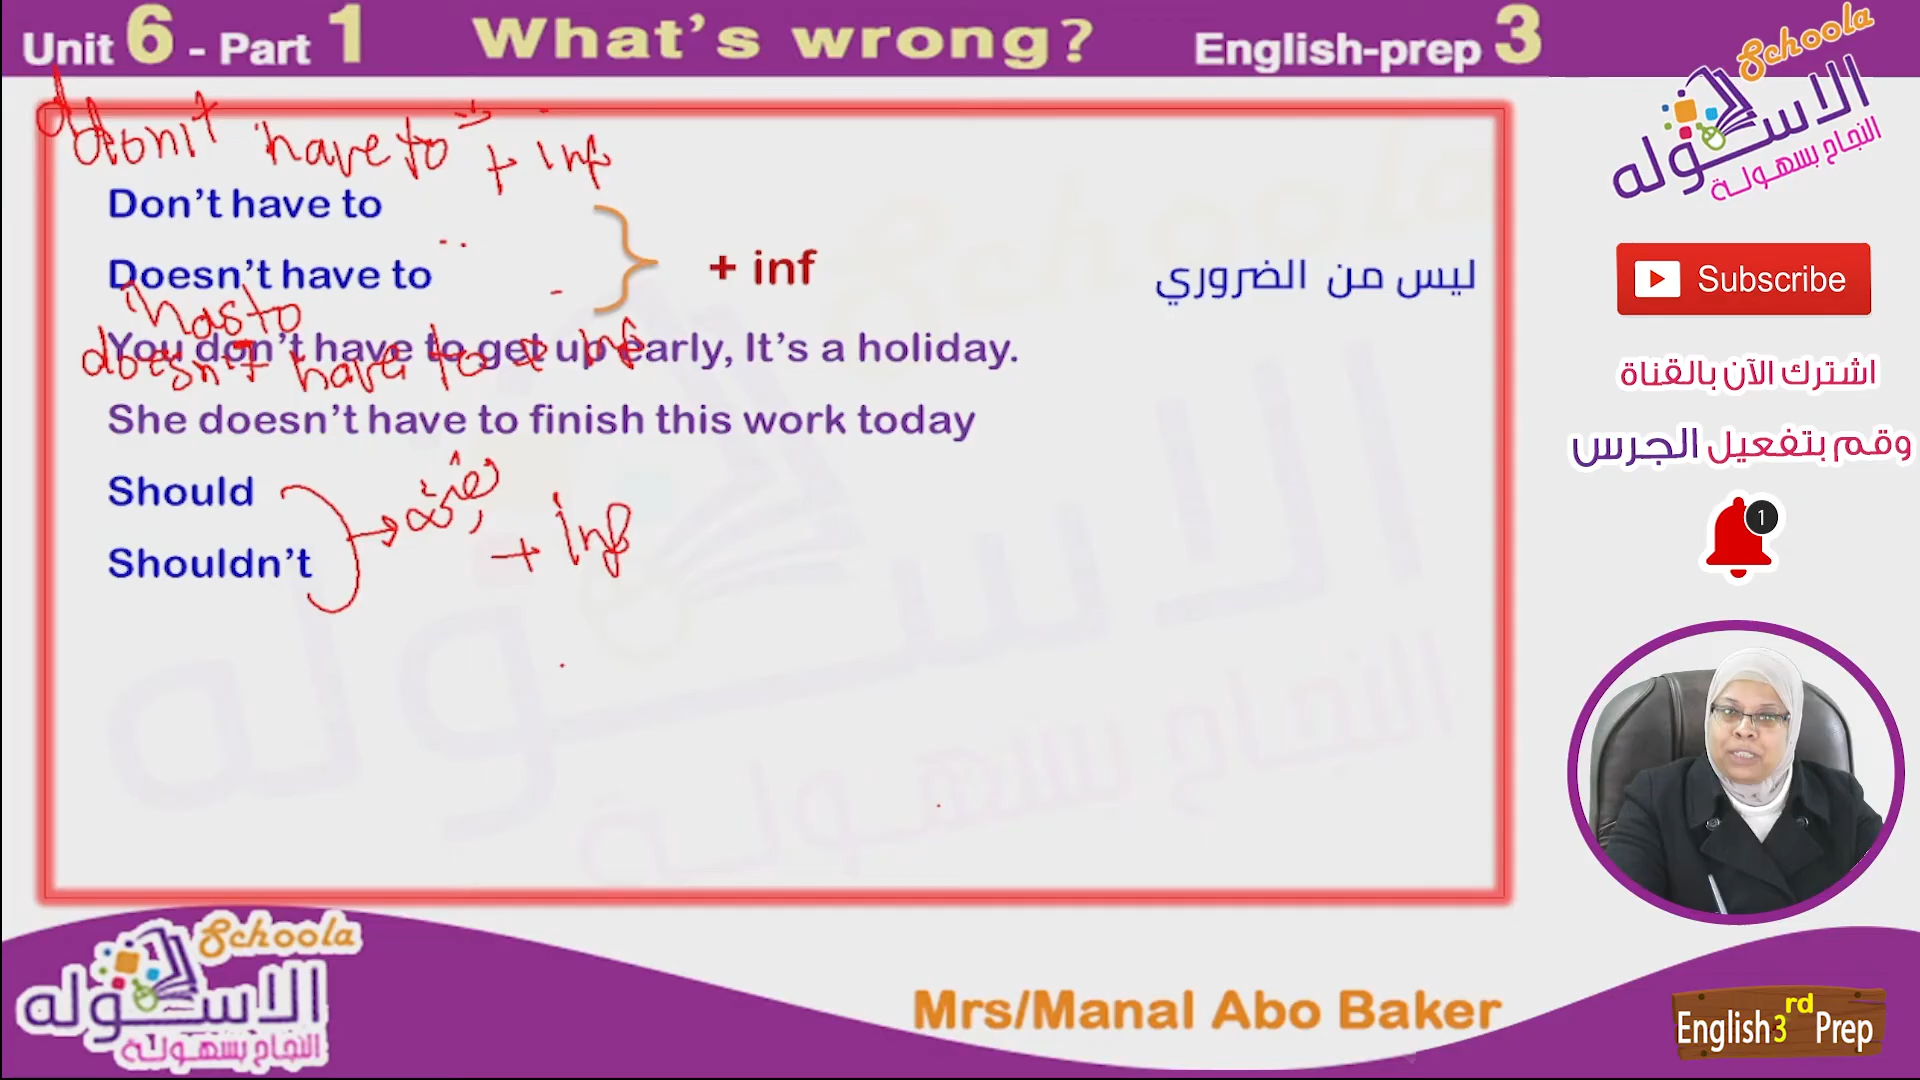 Unit 6 - Part 1 What's wrong? English-prep 3
Schoola
الاسكوله
النجاح بسهولة
don't have to + inf
Don't have to
Doesn't have to
+ inf
ليس من الضروري
has to
doesn't have to + inf
You don't have to get up early, It's a holiday.
She doesn't have to finish this work today
Should
Shouldn't
+ inf
Subscribe
اشترك الآن بالقناة
وقم بتفعيل الجرس
1
Schoola
الاسكوله
النجاح بسهولة
Mrs/Manal Abo Baker
English 3rd Prep